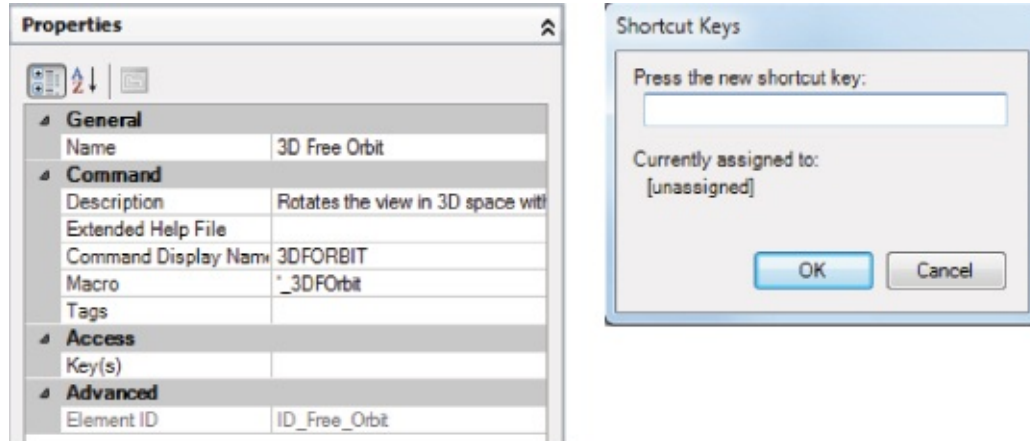 Properties
General
Name 3D Free Orbit
Command
Description Rotates the view in 3D space with
Extended Help File
Command Display Nam 3DFORBIT
Macro '_3DFOrbit
Tags
Access
Key(s)
Advanced
Element ID ID_Free_Orbit
Shortcut Keys
Press the new shortcut key:
Currently assigned to:
[unassigned]
OK Cancel